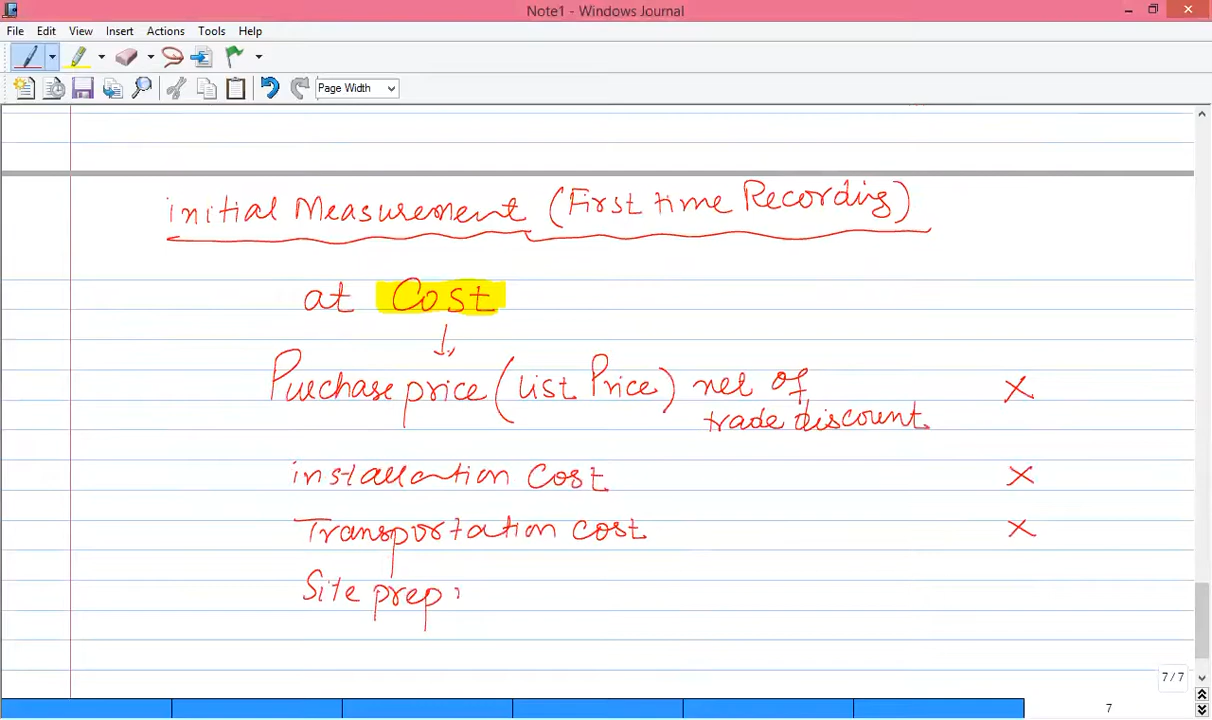 Note1 - Windows Journal
File Edit View Insert Actions Tools Help
Page Width
initial Measurement (First time Recording)
at Cost
Purchase price (list Price) net of X
trade discount
installation Cost X
Transportation cost X
Site prep
7 / 7
7